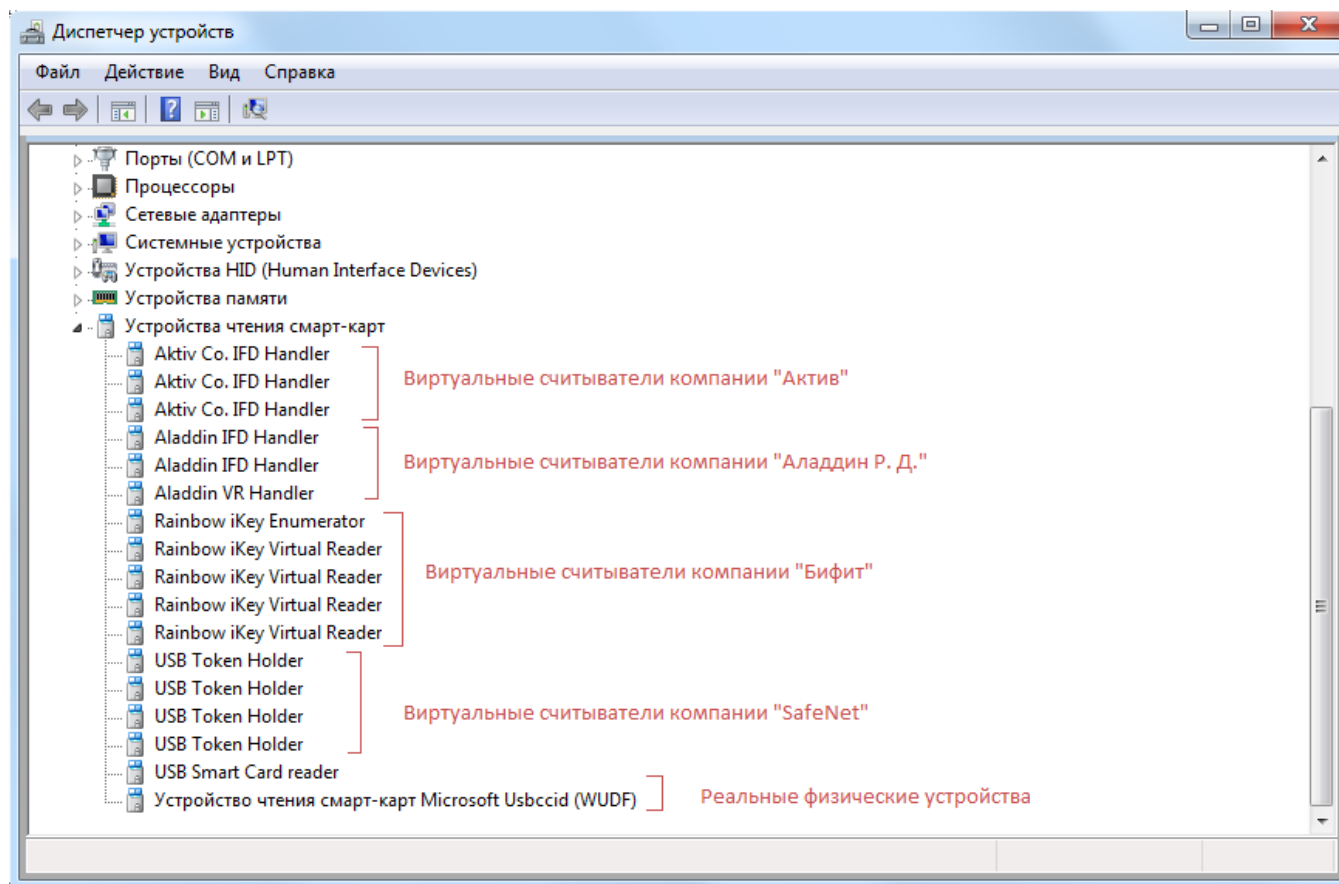 Диспетчер устройств
Файл Действие Вид Справка
Порты (COM и LPT)
Процессоры
Сетевые адаптеры
Системные устройства
Устройства HID (Human Interface Devices)
Устройства памяти
Устройства чтения смарт-карт
Aktiv Co. IFD Handler
Aktiv Co. IFD Handler
Виртуальные считыватели компании "Актив"
Aktiv Co. IFD Handler
Aladdin IFD Handler
Aladdin IFD Handler
Виртуальные считыватели компании "Аладдин Р. Д."
Aladdin VR Handler
Rainbow iKey Enumerator
Rainbow iKey Virtual Reader
Rainbow iKey Virtual Reader
Виртуальные считыватели компании "Бифит"
Rainbow iKey Virtual Reader
Rainbow iKey Virtual Reader
USB Token Holder
USB Token Holder
USB Token Holder
Виртуальные считыватели компании "SafeNet"
USB Token Holder
USB Smart Card reader
Устройство чтения смарт-карт Microsoft Usbccid (WUDF)
Реальные физические устройства